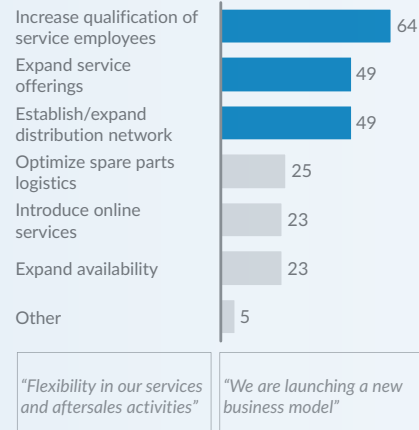 Increase qualification of
service employees
64
Expand service
offerings
49
Establish/expand
distribution network
49
Optimize spare parts
logistics
25
Introduce online
services
23
Expand availability
23
Other
5
“Flexibility in our services
and aftersales activities”
“We are launching a new
business model”